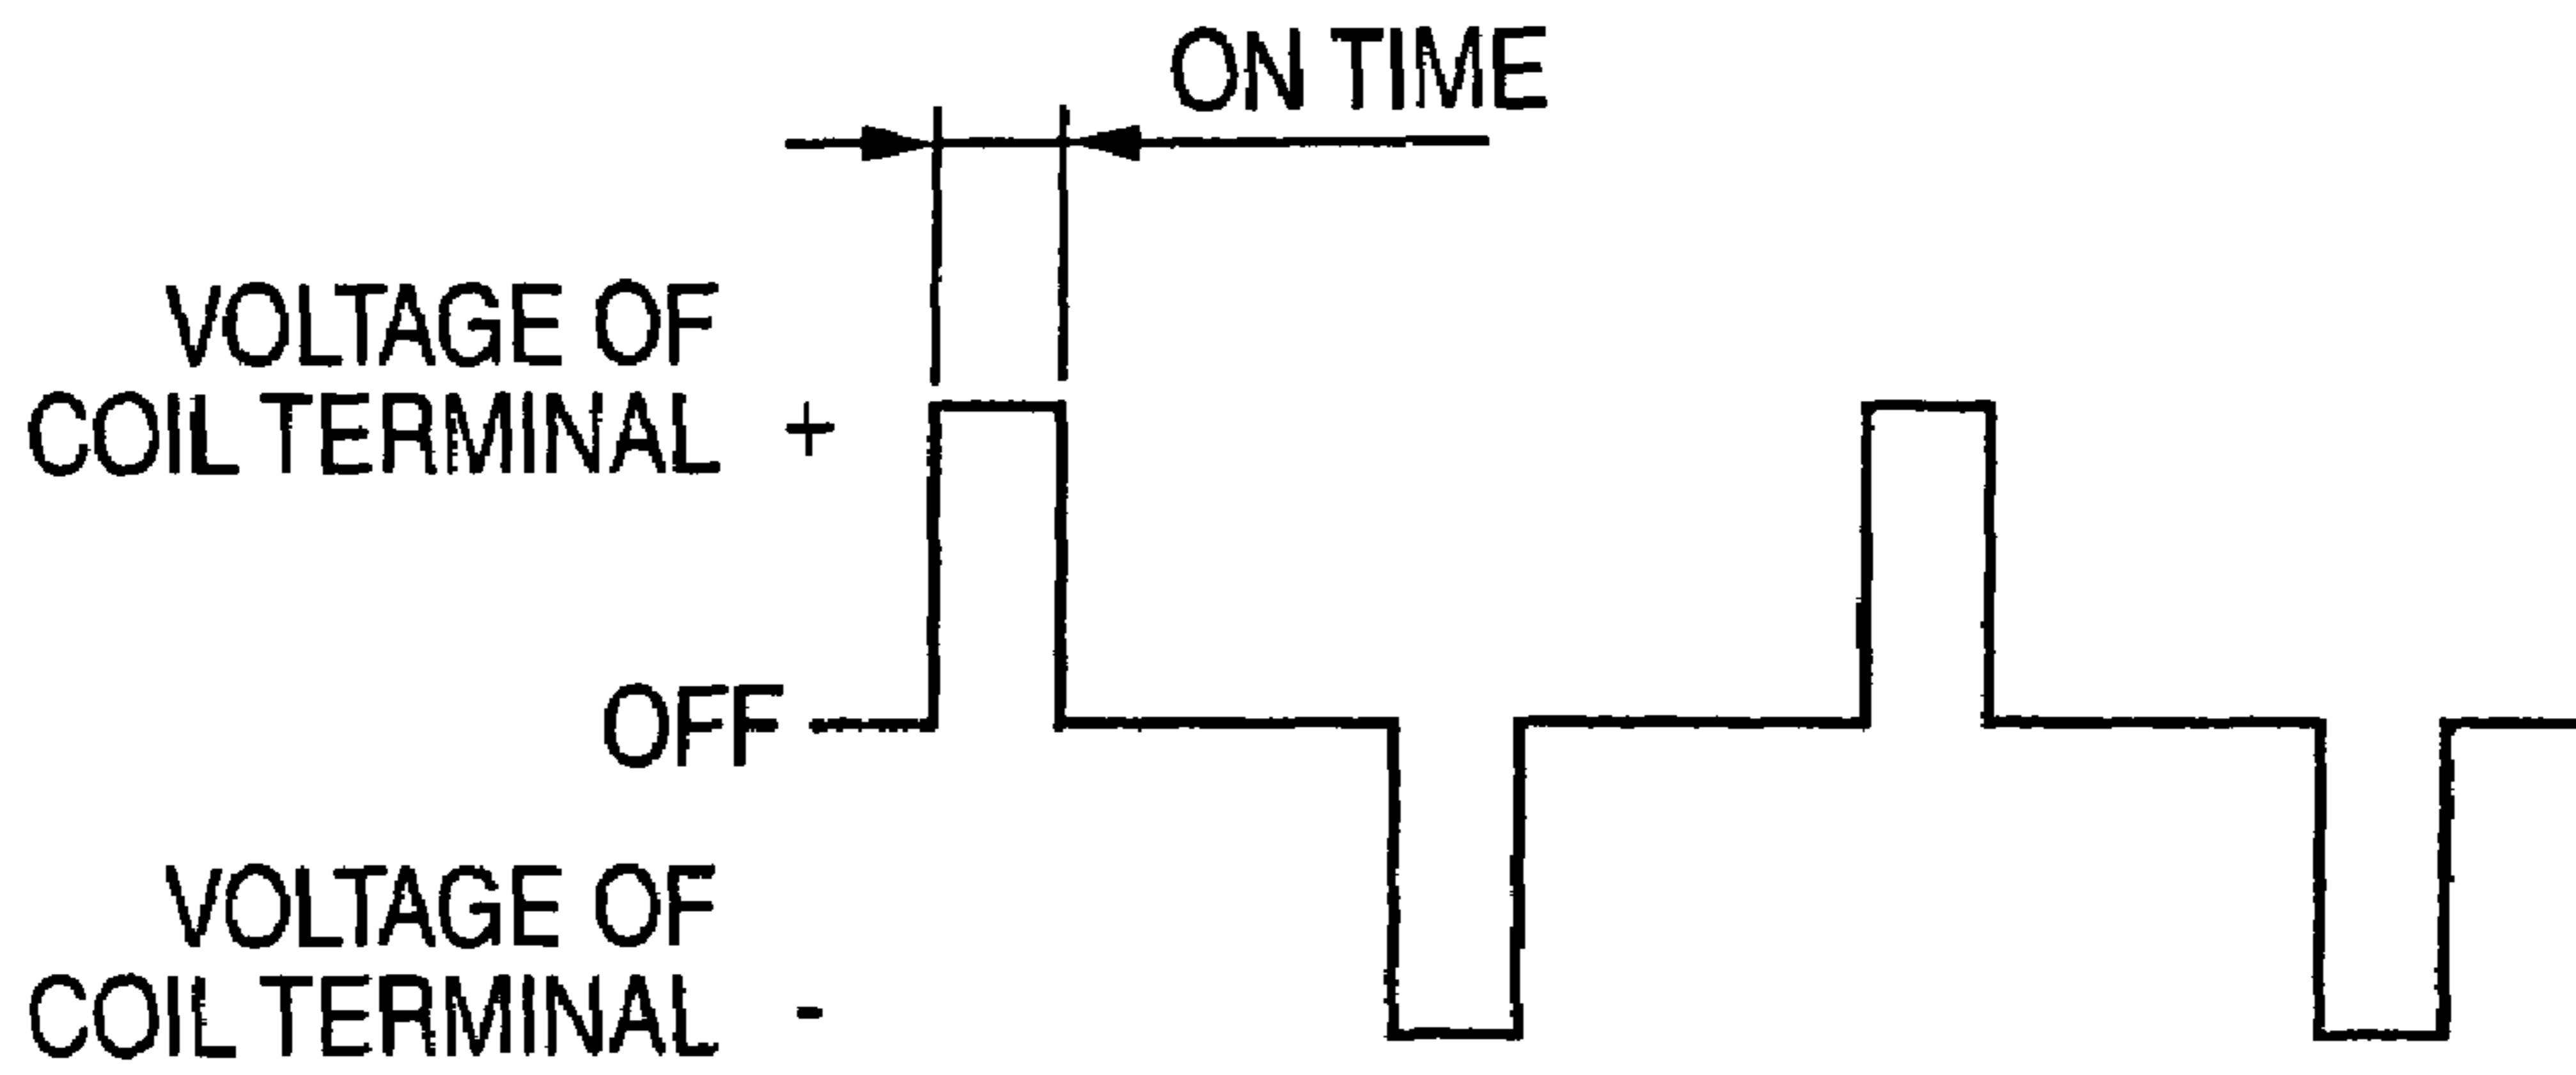 ON TIME
VOLTAGE OF
COIL TERMINAL +
OFF
VOLTAGE OF
COIL TERMINAL -